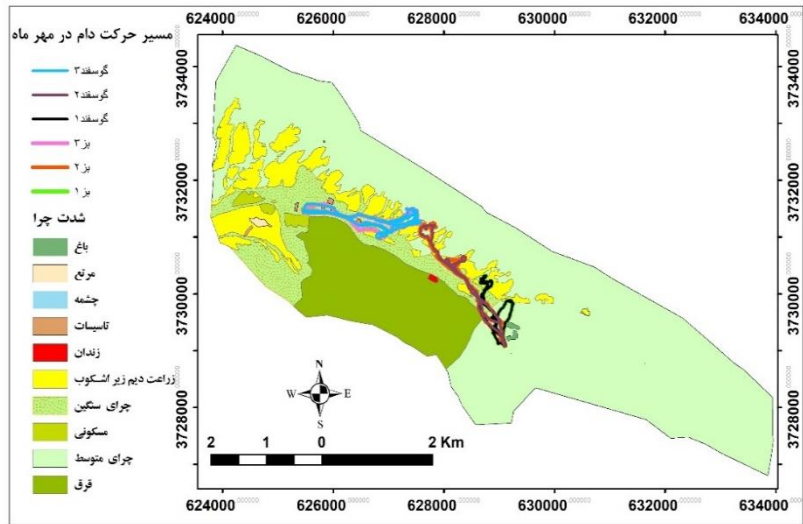 مسیر حرکت دام در مهر ماه
گوسفند۳
گوسفند۲
گوسفند۱
بز ۳
بز ۲
بز ۱
شدت چرا
باغ
مرتع
چشمه
تاسیسات
زندان
زراعت دیم زیر اشکوب
چرای سنگین
مسکونی
چرای متوسط
قرق
624000 626000 628000 630000 632000 634000
3734000
3732000
3730000
3728000
3734000
3732000
3730000
3728000
N
W E
S
2 1 0 2 Km
624000 626000 628000 630000 632000 634000